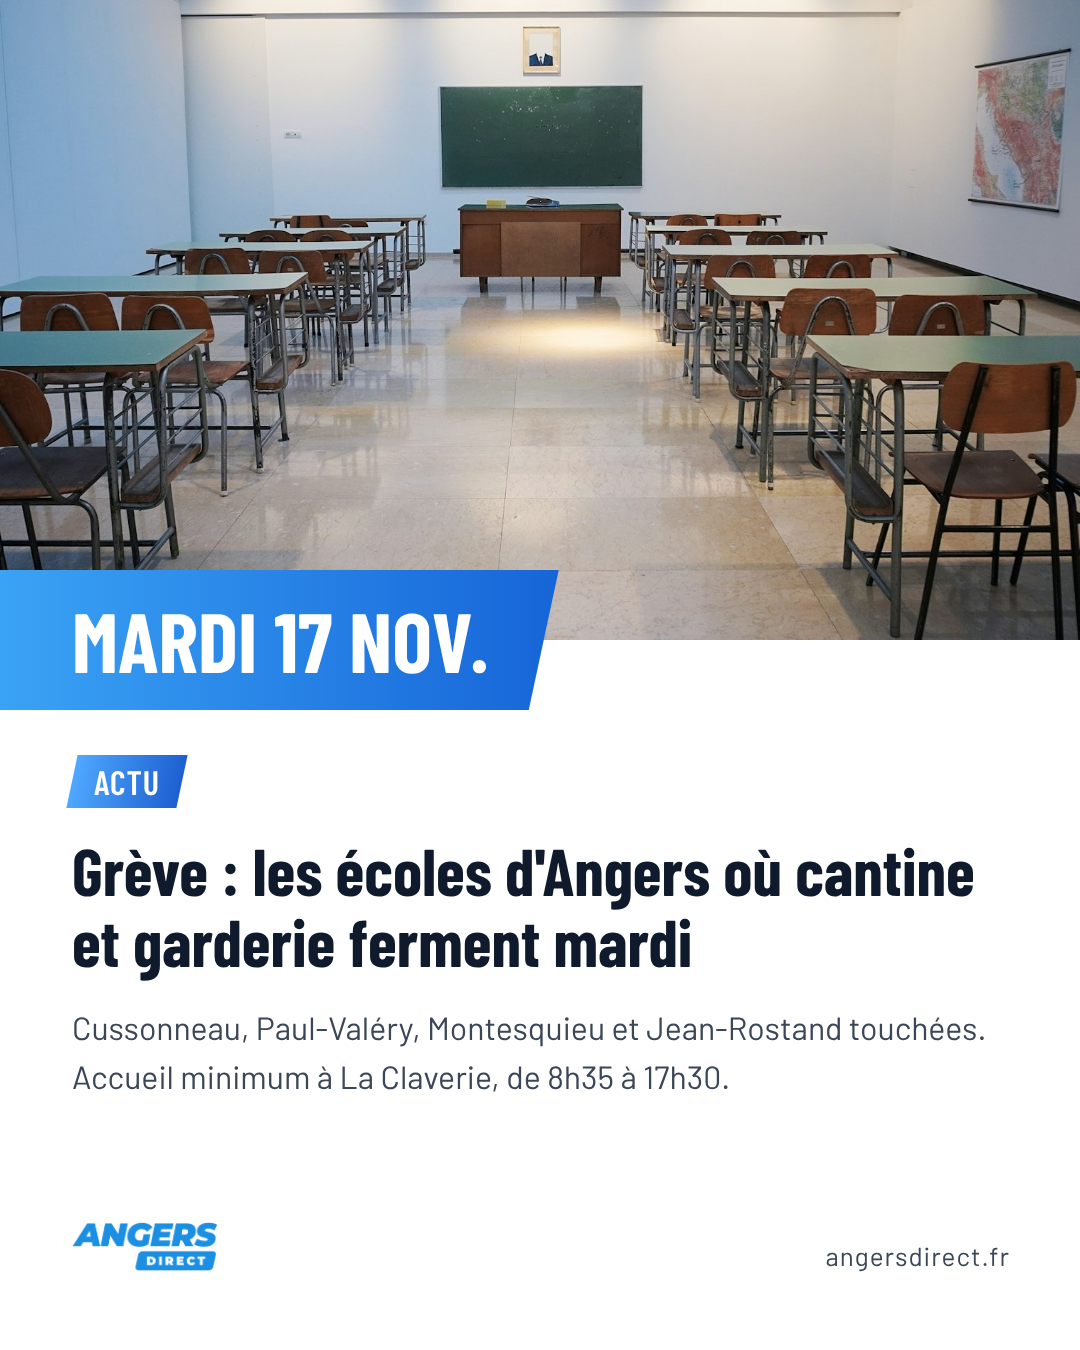 MARDI 17 NOV.
ACTU
Grève : les écoles d'Angers où cantine
et garderie ferment mardi
Cussonneau, Paul-Valéry, Montesquieu et Jean-Rostand touchées.
Accueil minimum à La Claverie, de 8h35 à 17h30.
ANGERS
DIRECT
angersdirect.fr